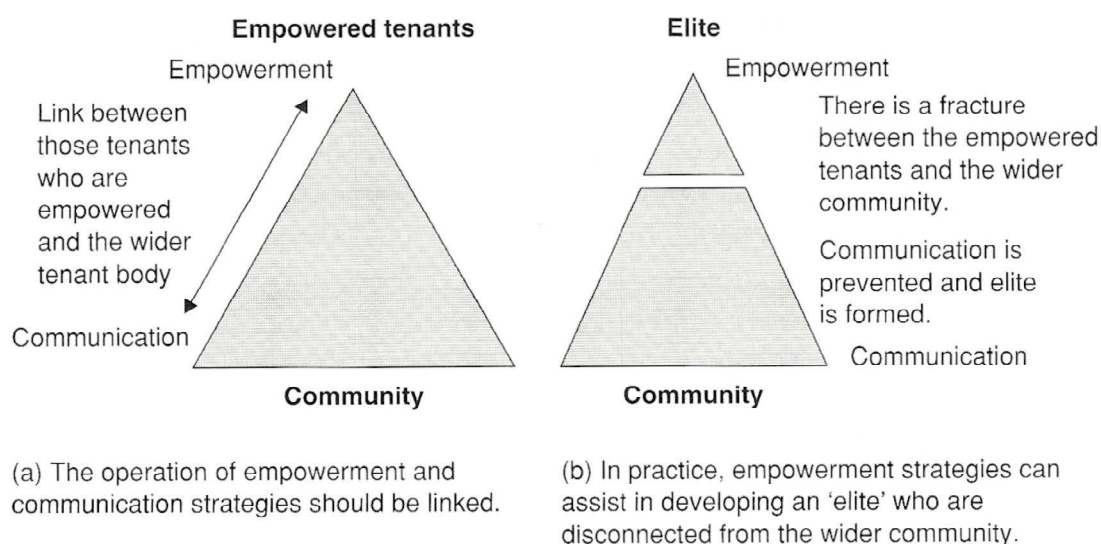 Empowered tenants
Empowerment
Link between
those tenants
who are
empowered
and the wider
tenant body
Communication
Community
(a) The operation of empowerment and
communication strategies should be linked.
Elite
Empowerment
There is a fracture
between the empowered
tenants and the wider
community.
Communication is
prevented and elite
is formed.
Communication
Community
(b) In practice, empowerment strategies can
assist in developing an ‘elite’ who are
disconnected from the wider community.